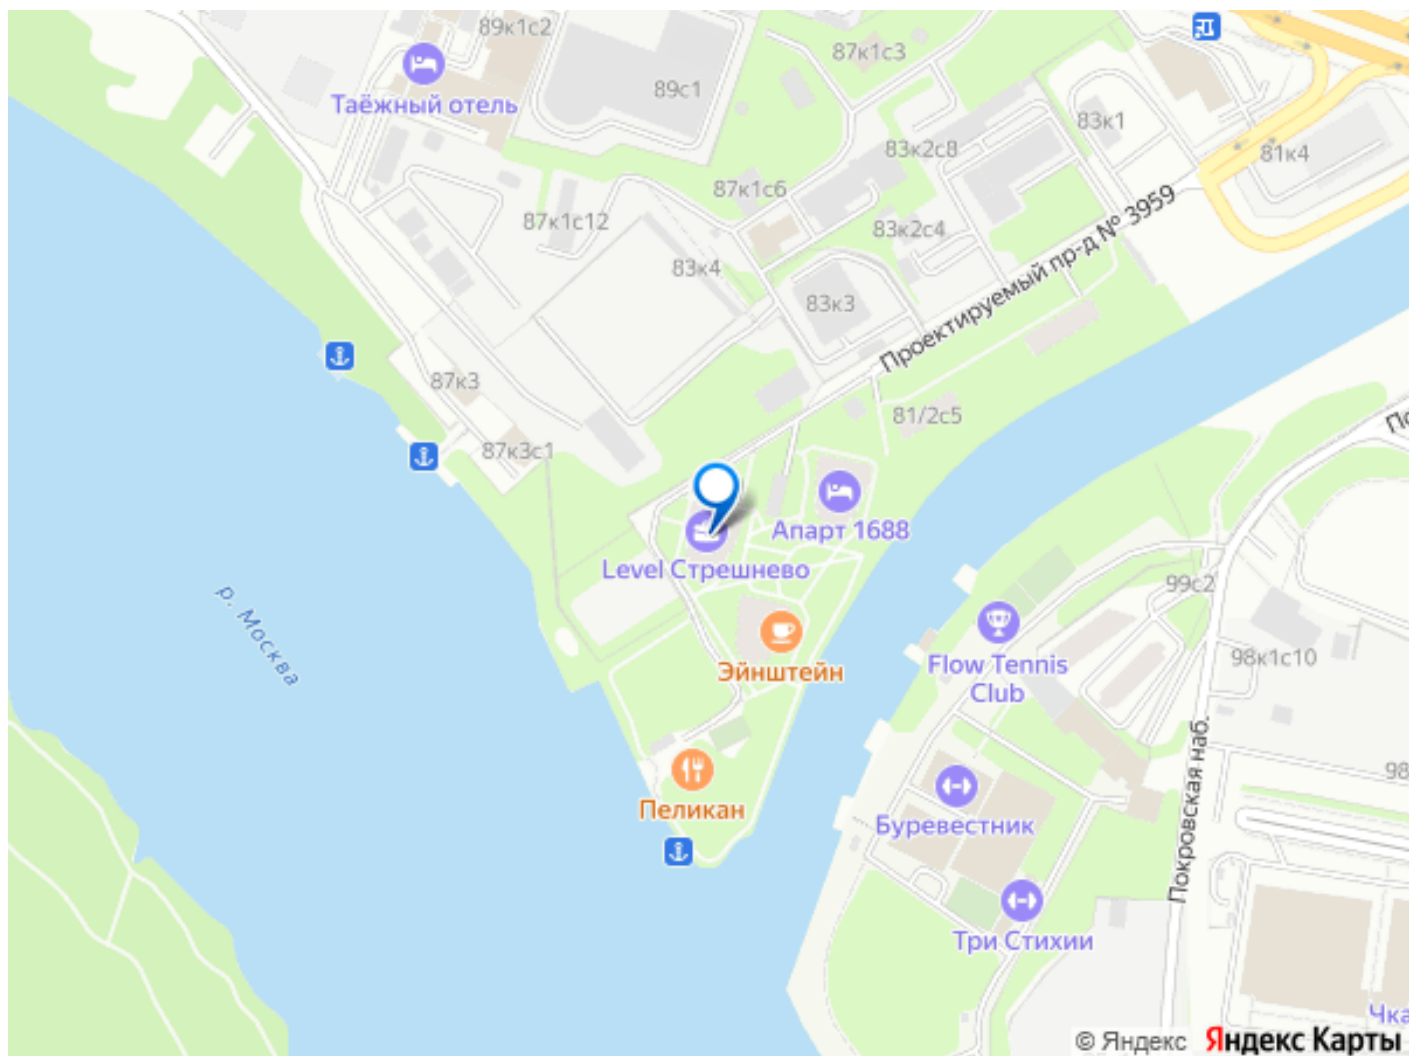 89к1с2
87к1с3
Таёжный отель
89с1
83к1
81к4
83к2с8
87к1с6
87к1с12
83к2с4
83к4
Проектируемый пр-д № 3959
83к3
87к3
81/2с5
87к3с1
Апарт 1688
Level Стрешнево
99с2
р. Москва
Эйнштейн
Flow Tennis
Club
98к1с10
Покровская наб.
98
Пеликан
Буревестник
Три Стихии
Чка
© Яндекс Яндекс Карты